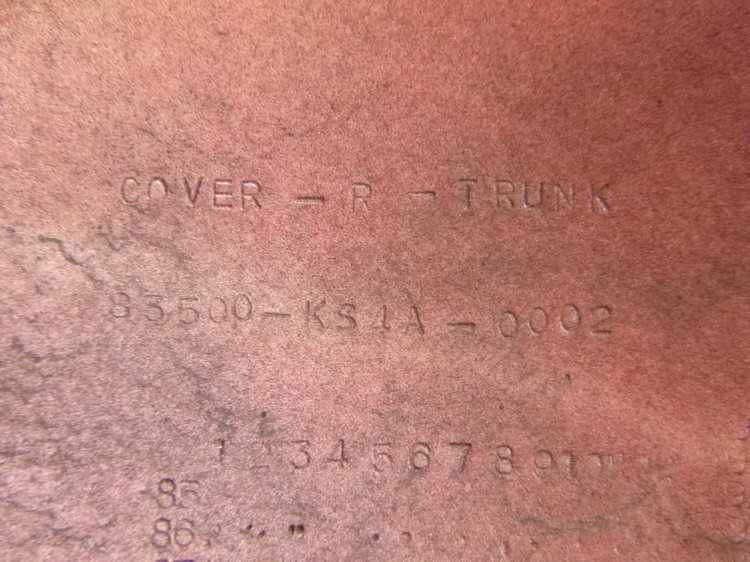 COVER - R - TRUNK
83500-KS4A-0002
1 2 3 4 5 6 7 8 9
85
86